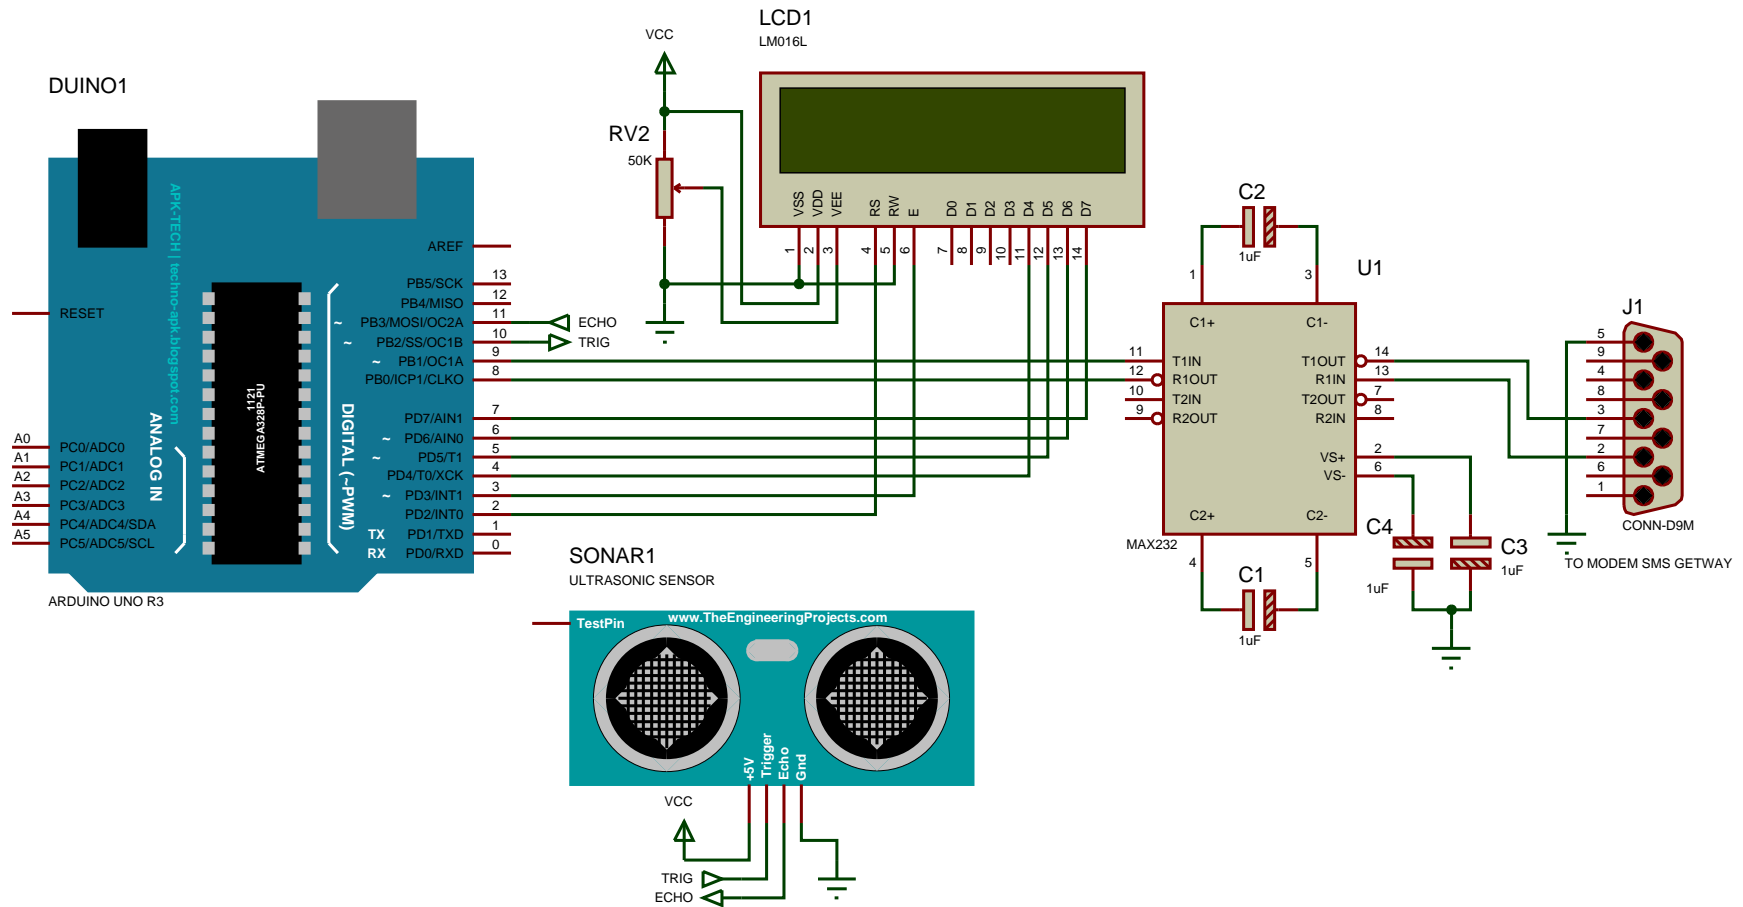 DUINO1
APK-TECH | techno-apk.blogspot.com
1121
ATMEGA328P-PU
ANALOG IN
DIGITAL (~PWM)
RESET
A0 PC0/ADC0
A1 PC1/ADC1
A2 PC2/ADC2
A3 PC3/ADC3
A4 PC4/ADC4/SDA
A5 PC5/ADC5/SCL
AREF
PB5/SCK 13
PB4/MISO 12
~ PB3/MOSI/OC2A 11
~ PB2/SS/OC1B 10
~ PB1/OC1A 9
PB0/ICP1/CLKO 8
PD7/AIN1 7
~ PD6/AIN0 6
~ PD5/T1 5
PD4/T0/XCK 4
~ PD3/INT1 3
PD2/INT0 2
TX PD1/TXD 1
RX PD0/RXD 0
ARDUINO UNO R3
ECHO
TRIG
VCC
RV2
50K
LCD1
LM016L
VSS VDD VEE RS RW E D0 D1 D2 D3 D4 D5 D6 D7
1 2 3 4 5 6 7 8 9 10 11 12 13 14
C2
1uF
U1
1 3
C1+ C1-
11 T1IN T1OUT 14
12 R1OUT R1IN 13
10 T2IN T2OUT 7
9 R2OUT R2IN 8
VS+ 2
VS- 6
C2+ C2-
MAX232
4 5
C1
1uF
C4
1uF
C3
1uF
J1
5
9
4
8
3
7
2
6
1
CONN-D9M
TO MODEM SMS GETWAY
SONAR1
ULTRASONIC SENSOR
TestPin
www.TheEngineeringProjects.com
+5V Trigger Echo Gnd
VCC
TRIG
ECHO